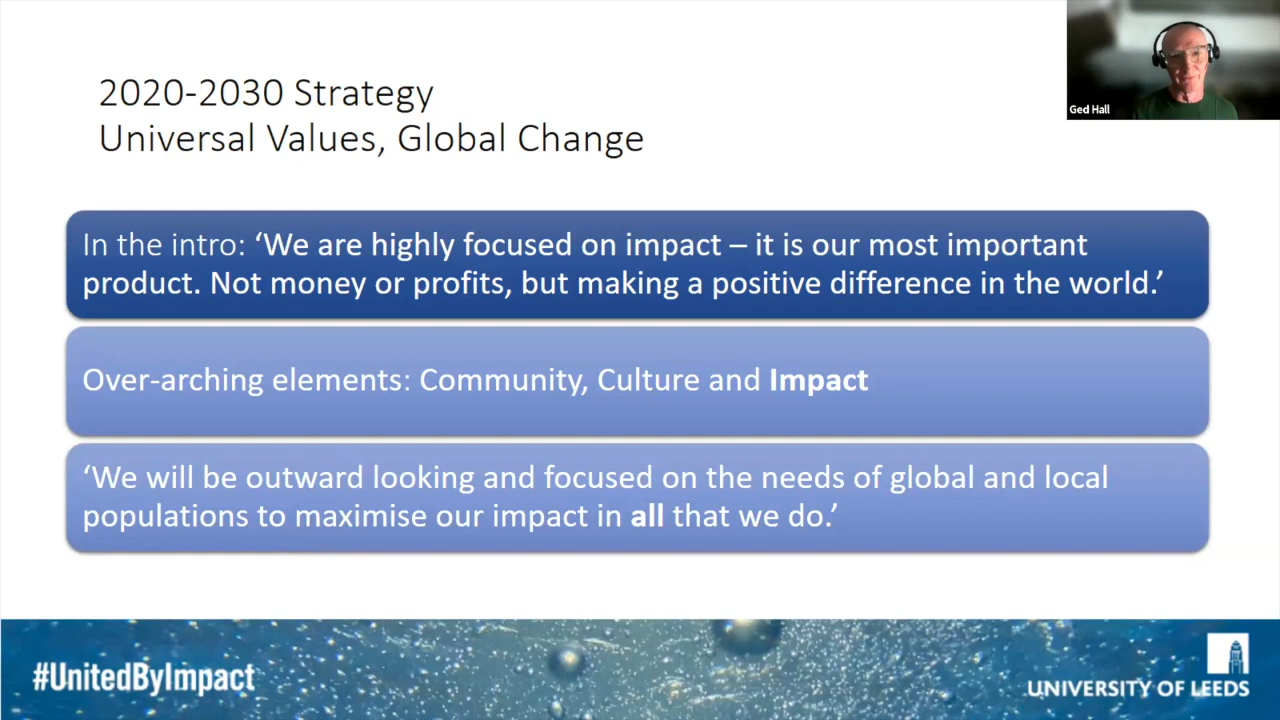 2020-2030 Strategy
Universal Values, Global Change
Ged Hall
In the intro: ‘We are highly focused on impact – it is our most important
product. Not money or profits, but making a positive difference in the world.’
Over-arching elements: Community, Culture and Impact
‘We will be outward looking and focused on the needs of global and local
populations to maximise our impact in all that we do.’
#UnitedByImpact
UNIVERSITY OF LEEDS